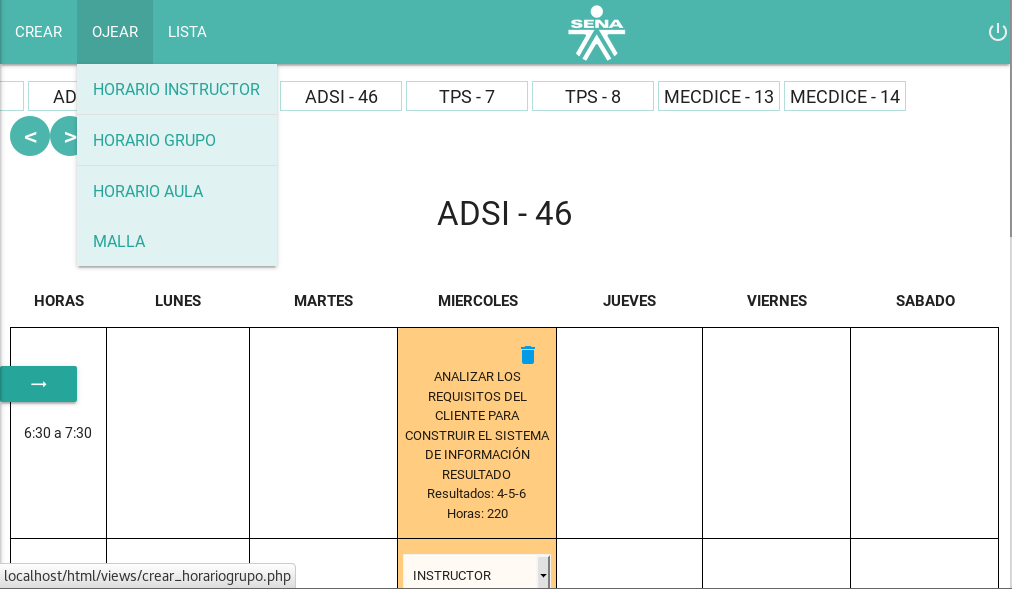 CREAR OJEAR LISTA
SENA
HORARIO INSTRUCTOR
HORARIO GRUPO
HORARIO AULA
MALLA
AD ADSI - 46 TPS - 7 TPS - 8 MECDICE - 13 MECDICE - 14
< >
ADSI - 46
HORAS LUNES MARTES MIERCOLES JUEVES VIERNES SABADO
→
6:30 a 7:30
ANALIZAR LOS
REQUISITOS DEL
CLIENTE PARA
CONSTRUIR EL SISTEMA
DE INFORMACIÓN
RESULTADO
Resultados: 4-5-6
Horas: 220
INSTRUCTOR
localhost/html/views/crear_horariogrupo.php